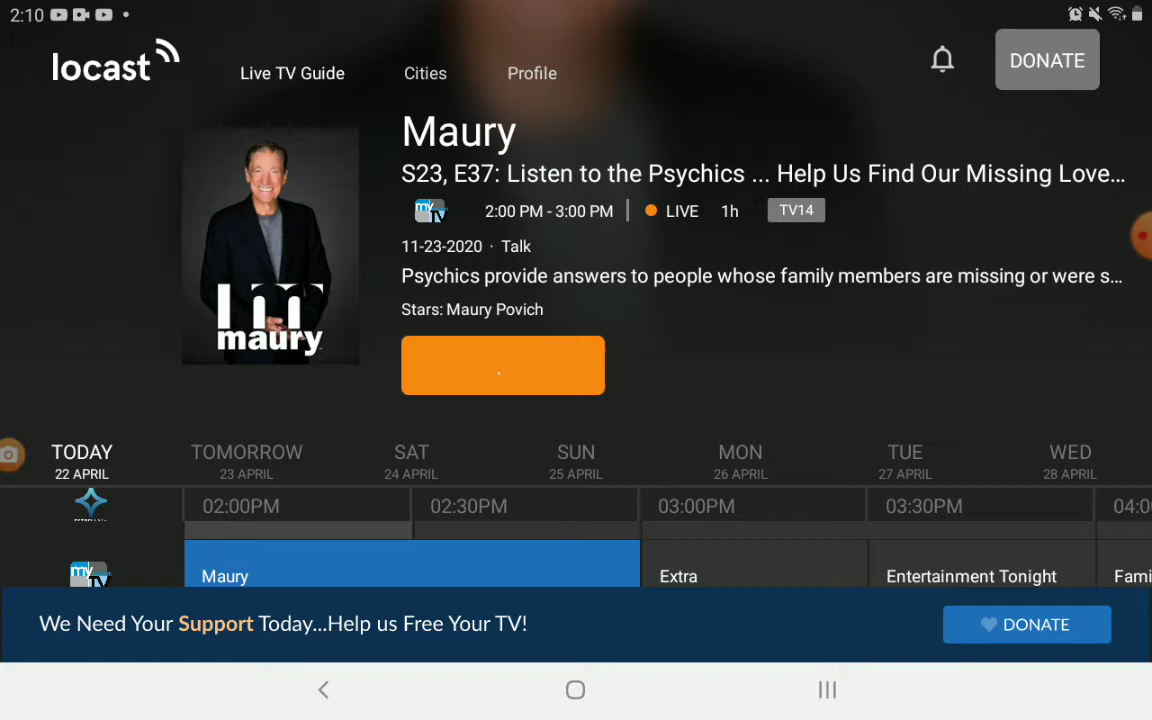 2:10
locast
Live TV Guide
Cities
Profile
DONATE
Maury
S23, E37: Listen to the Psychics ... Help Us Find Our Missing Love...
my TV
2:00 PM - 3:00 PM
LIVE
1h
TV14
11-23-2020 · Talk
Psychics provide answers to people whose family members are missing or were s...
Stars: Maury Povich
m
maury
TODAY
TOMORROW
SAT
SUN
MON
TUE
WED
22 APRIL
23 APRIL
24 APRIL
25 APRIL
26 APRIL
27 APRIL
28 APRIL
02:00PM
02:30PM
03:00PM
03:30PM
04:0
my TV
Maury
Extra
Entertainment Tonight
Fami
We Need Your Support Today...Help us Free Your TV!
DONATE